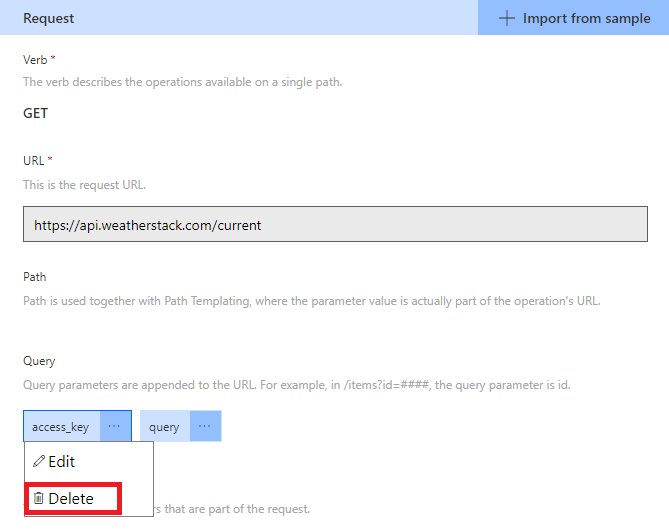 Request
Import from sample
Verb *
The verb describes the operations available on a single path.
GET
URL *
This is the request URL.
https://api.weatherstack.com/current
Path
Path is used together with Path Templating, where the parameter value is actually part of the operation's URL.
Query
Query parameters are appended to the URL. For example, in /items?id=####, the query parameter is id.
access_key ... query ...
Edit
Delete
that are part of the request.